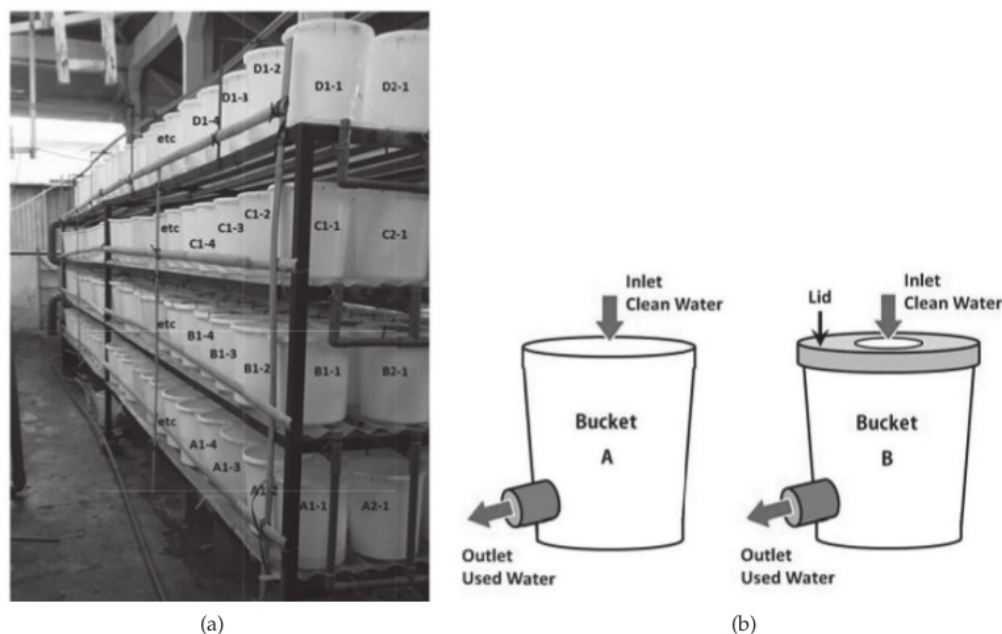 D1-2
D1-3
D1-4
etc
D1-1
D2-1
C1-2
C1-3
C1-4
etc
C1-1
C2-1
etc
B1-4
B1-3
B1-2
B1-1
B2-1
etc
A1-4
A1-3
A1-2
A1-1
A2-1
(a)
Inlet
Clean Water
Bucket
A
Outlet
Used Water
Lid
Inlet
Clean Water
Bucket
B
Outlet
Used Water
(b)